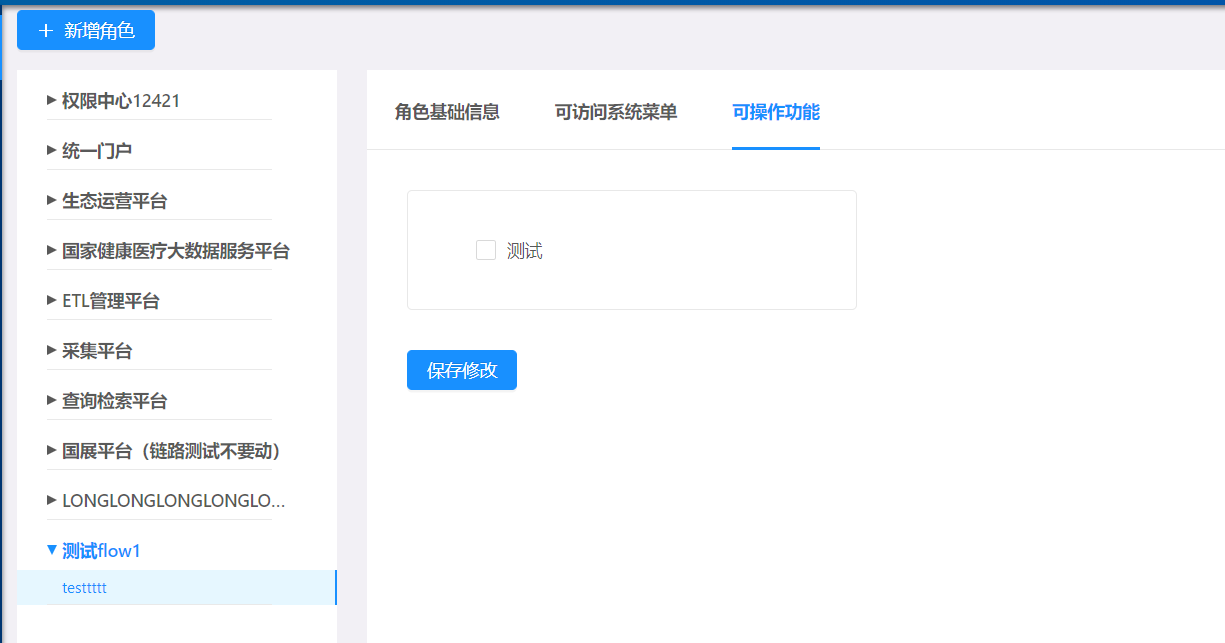 新增角色
权限中心12421
统一门户
生态运营平台
国家健康医疗大数据服务平台
ETL管理平台
采集平台
查询检索平台
国展平台（链路测试不要动）
LONGLONGLONGLONGLO...
测试flow1
testtttt
角色基础信息 可访问系统菜单 可操作功能
测试
保存修改